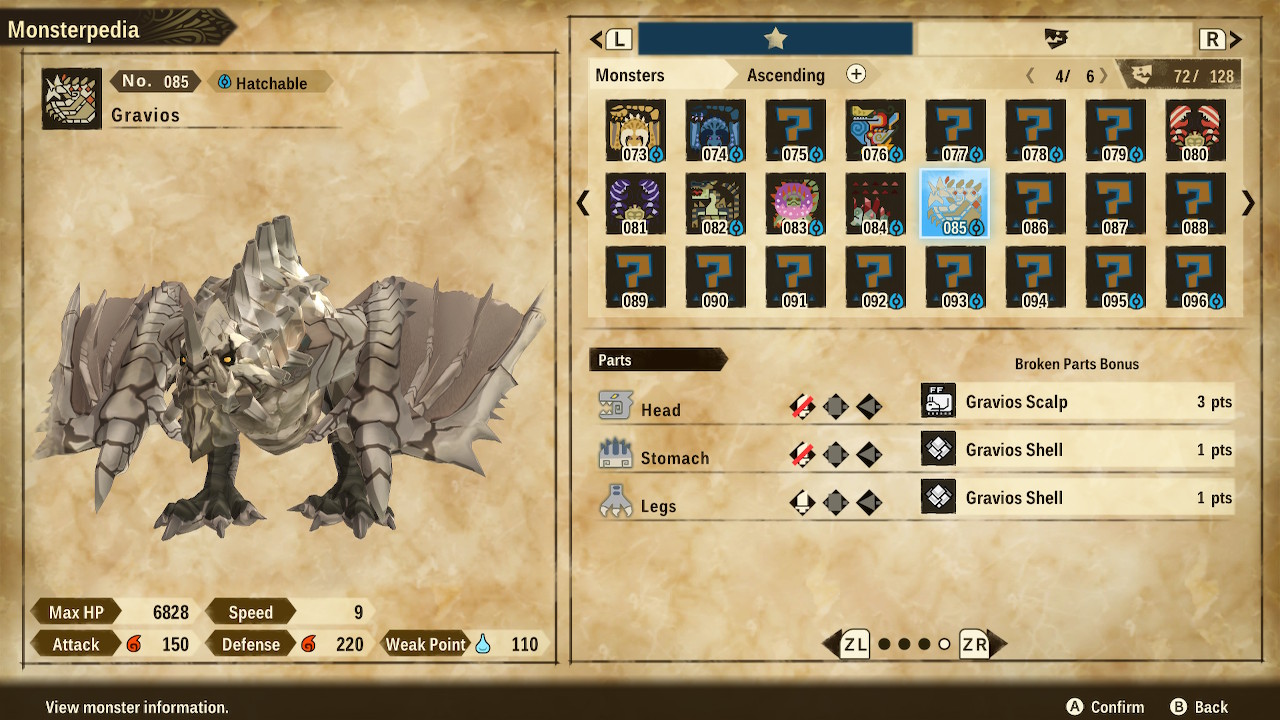 Monsterpedia
No. 085
Hatchable
Gravios
L
R
Monsters
Ascending
4/ 6
72/ 128
073
074
075
076
077
078
079
080
081
082
083
084
085
086
087
088
089
090
091
092
093
094
095
096
Parts
Broken Parts Bonus
Head
FF
Gravios Scalp
3 pts
Stomach
Gravios Shell
1 pts
Legs
Gravios Shell
1 pts
Max HP 6828
Speed 9
Attack 150
Defense 220
Weak Point 110
ZL
ZR
View monster information.
A Confirm
B Back